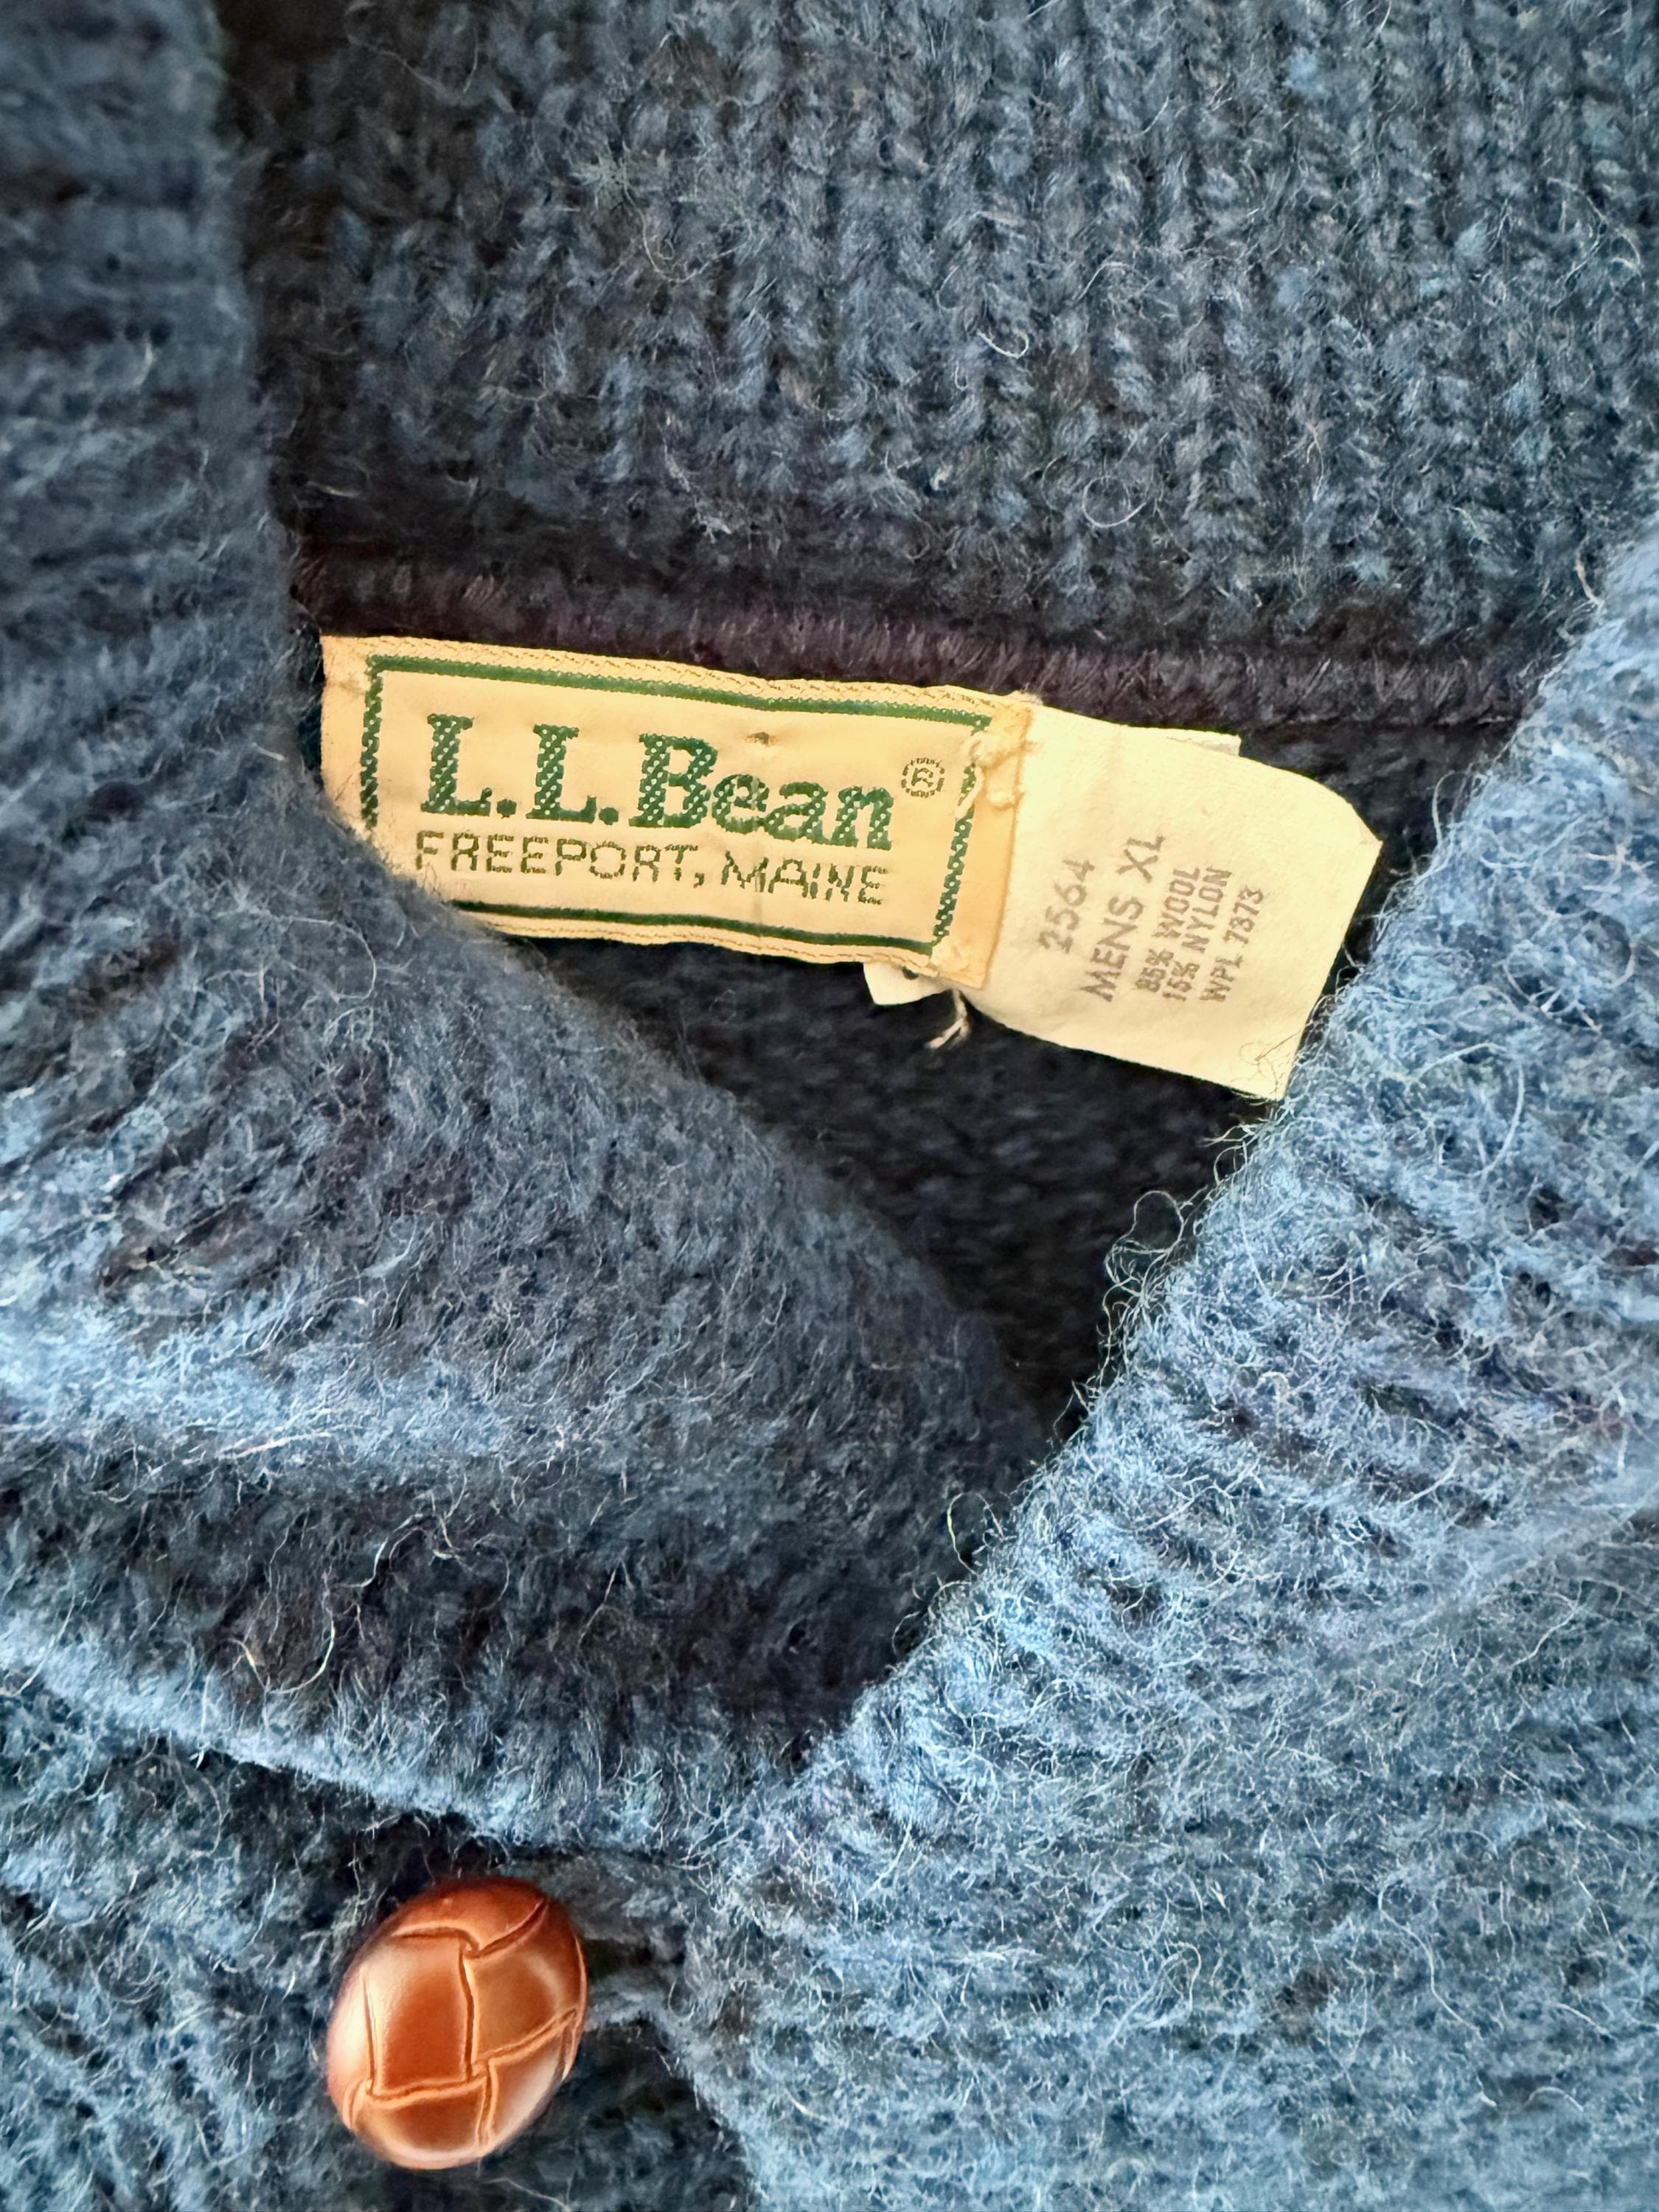 L.L.Bean®
FREEPORT, MAINE
2564
MENS XL
85% WOOL
15% NYLON
WPL 7373